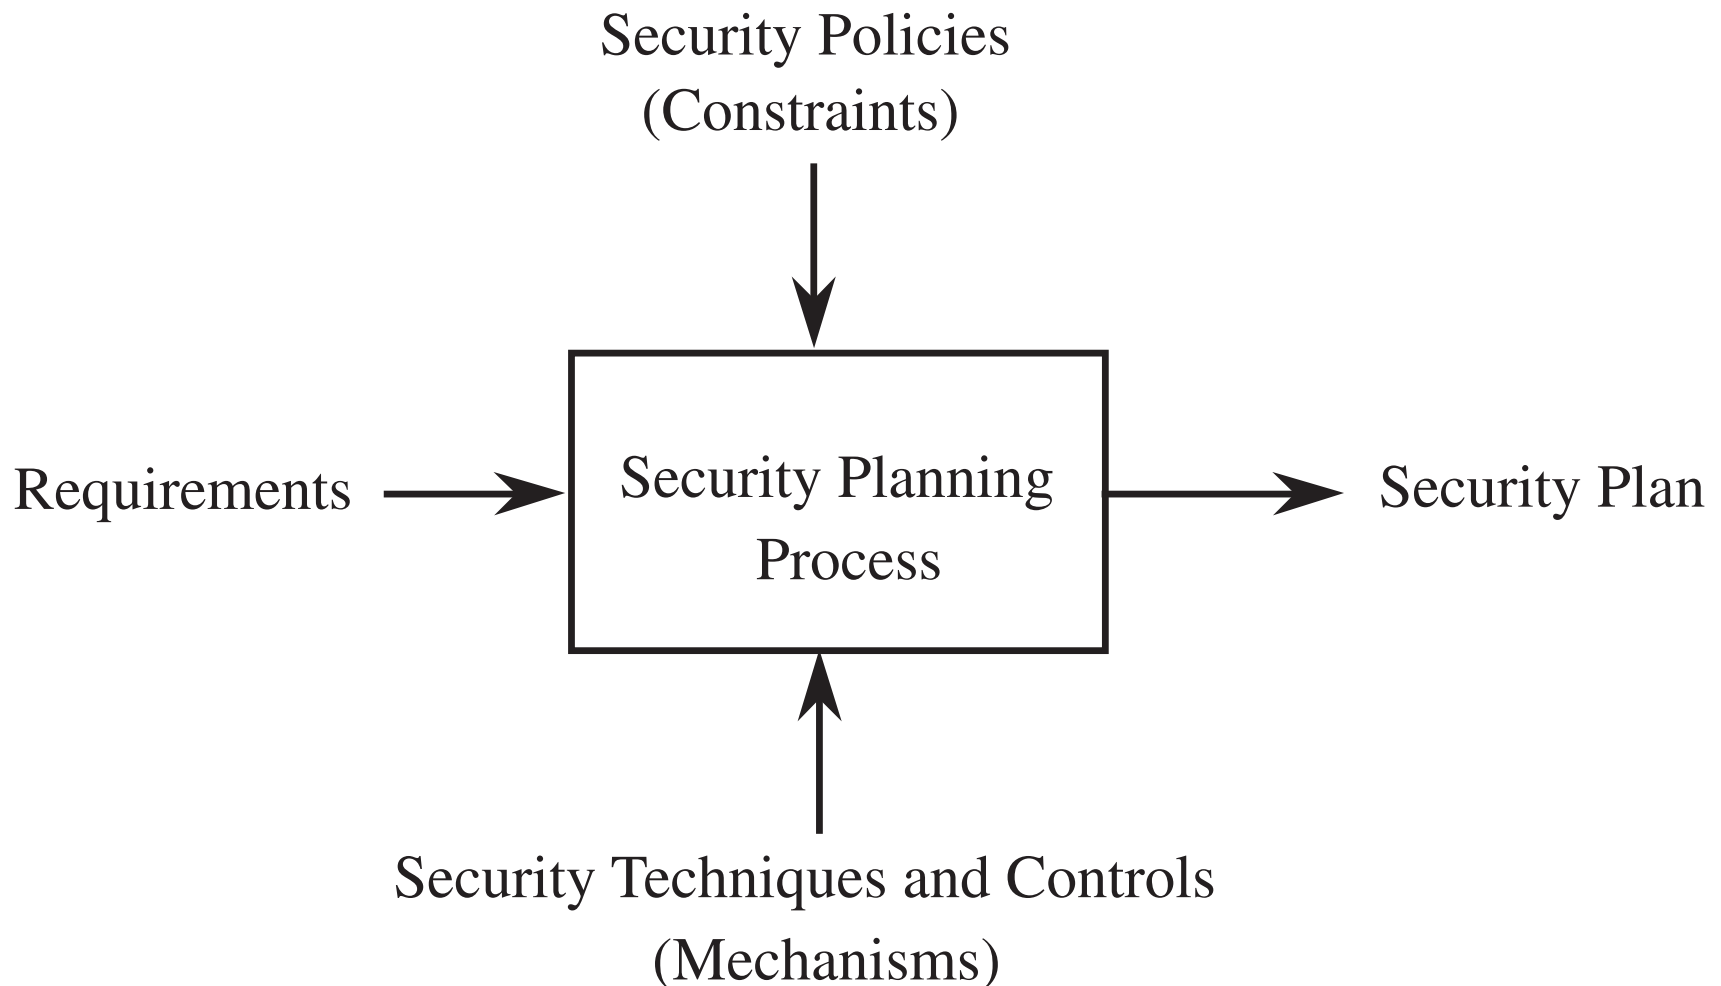 Security Policies
(Constraints)
Requirements
Security Planning
Process
Security Plan
Security Techniques and Controls
(Mechanisms)